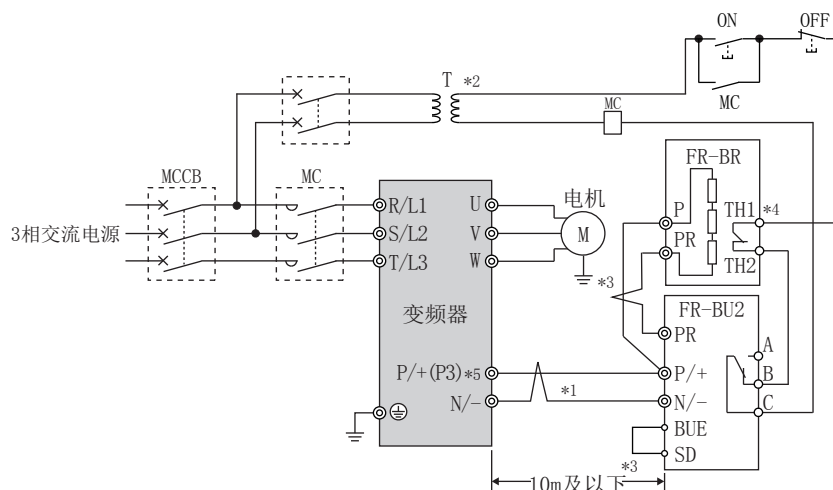 ON
OFF
T
*2
MC
MC
FR-BR
MCCB
MC
电机
R/L1
U
P
TH1
*4
3相交流电源
S/L2
V
M
PR
T/L3
W
TH2
*3
变频器
FR-BU2
PR
A
P/+(P3)
*5
P/+
B
*1
N/-
N/-
C
BUE
SD
*3
10m及以下